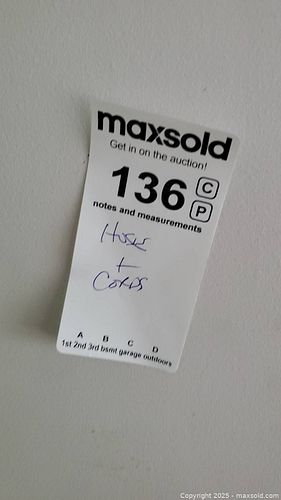 maxsold
Get in on the auction!
136 C
P
notes and measurements
+
Cords
A B C D
1st 2nd 3rd bsmt garage outdoors
Copyright 2025 - maxsold.com